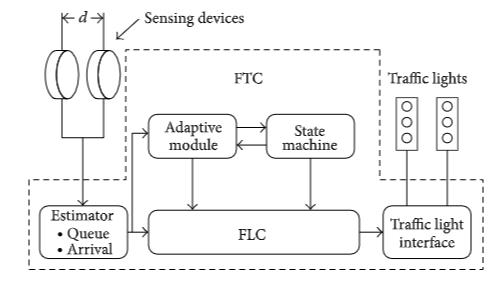 d
Sensing devices
FTC
Traffic lights
Adaptive
module
State
machine
Estimator
• Queue
• Arrival
FLC
Traffic light
interface